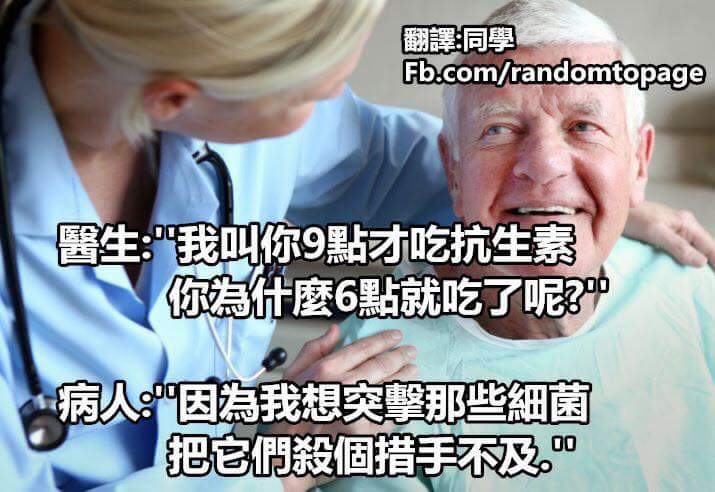 翻譯:同學
Fb.com/randomtopage
醫生:"我叫你9點才吃抗生素
你為什麼6點就吃了呢?"
病人:"因為我想突擊那些細菌
把它們殺個措手不及."